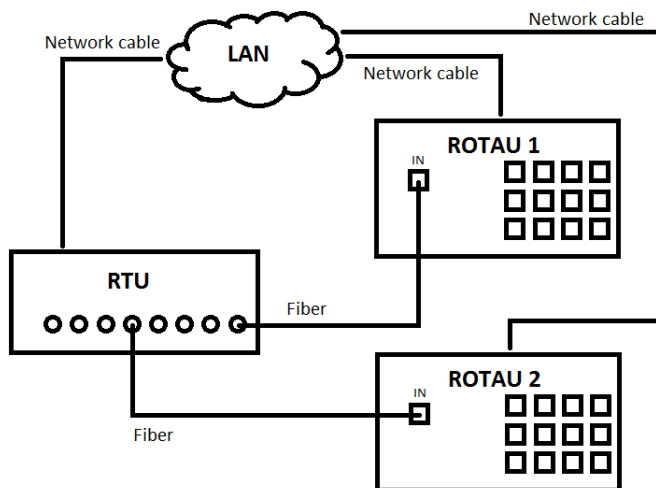 Network cable
LAN
Network cable
Network cable
ROTAU 1
IN
RTU
Fiber
ROTAU 2
IN
Fiber